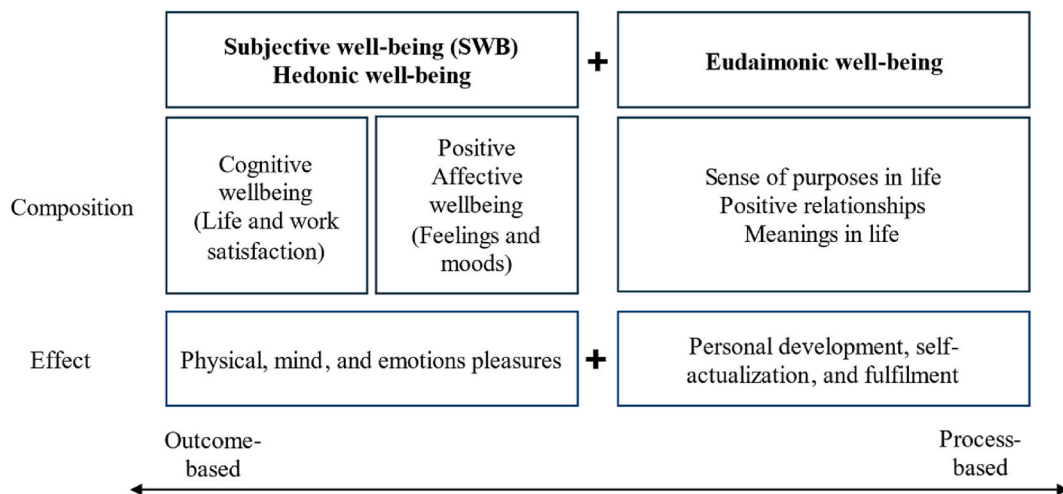 Subjective well-being (SWB)
Hedonic well-being
+
Eudaimonic well-being
Composition
Cognitive
wellbeing
(Life and work
satisfaction)
Positive
Affective
wellbeing
(Feelings and
moods)
Sense of purposes in life
Positive relationships
Meanings in life
Effect
Physical, mind, and emotions pleasures
+
Personal development, self-
actualization, and fulfilment
Outcome-
based
Process-
based